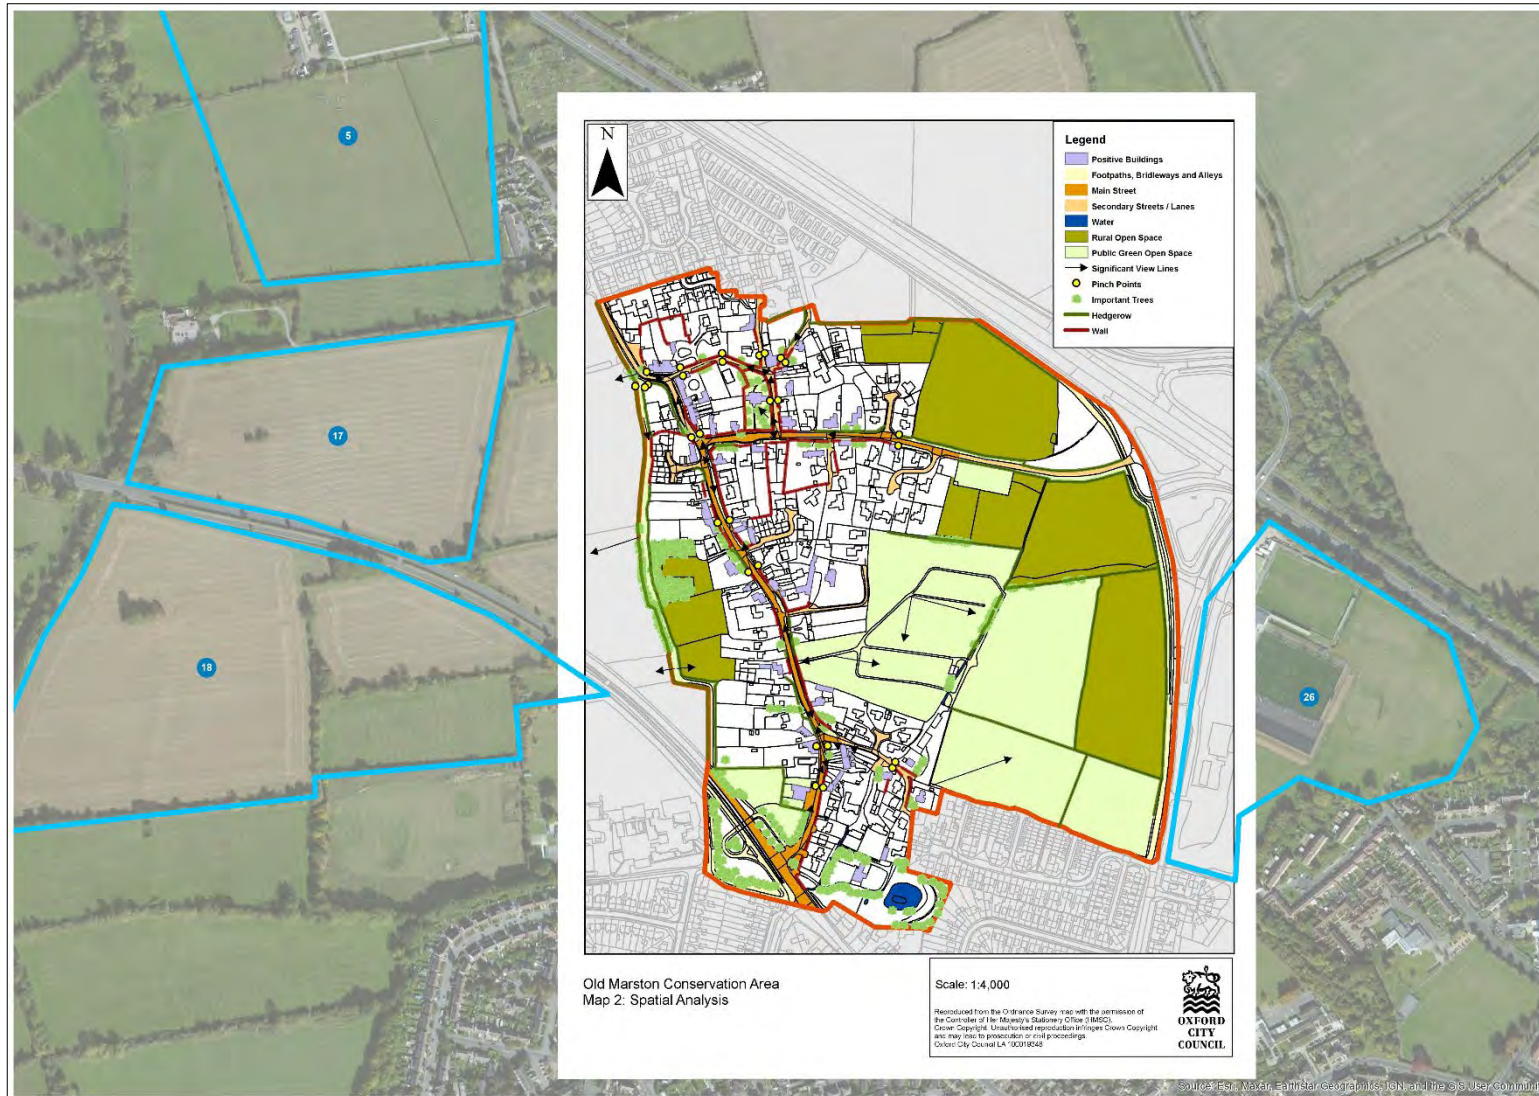 5
17
18
26
N
Legend
Positive Buildings
Footpaths, Bridleways and Alleys
Main Street
Secondary Streets / Lanes
Water
Rural Open Space
Public Green Open Space
Significant View Lines
Pinch Points
Important Trees
Hedgerow
Wall
Old Marston Conservation Area
Map 2: Spatial Analysis
Scale: 1:4,000
Reproduced from the Ordnance Survey map with the permission of
the Controller of Her Majesty's Stationery Office (HMSO).
Crown Copyright. Unauthorised reproduction infringes Crown Copyright
and may lead to prosecution or civil proceedings.
Oxford City Council LA 100019348
OXFORD
CITY
COUNCIL
Source: Esri, Maxar, Earthstar Geographics, IGN, and the GIS User Communit